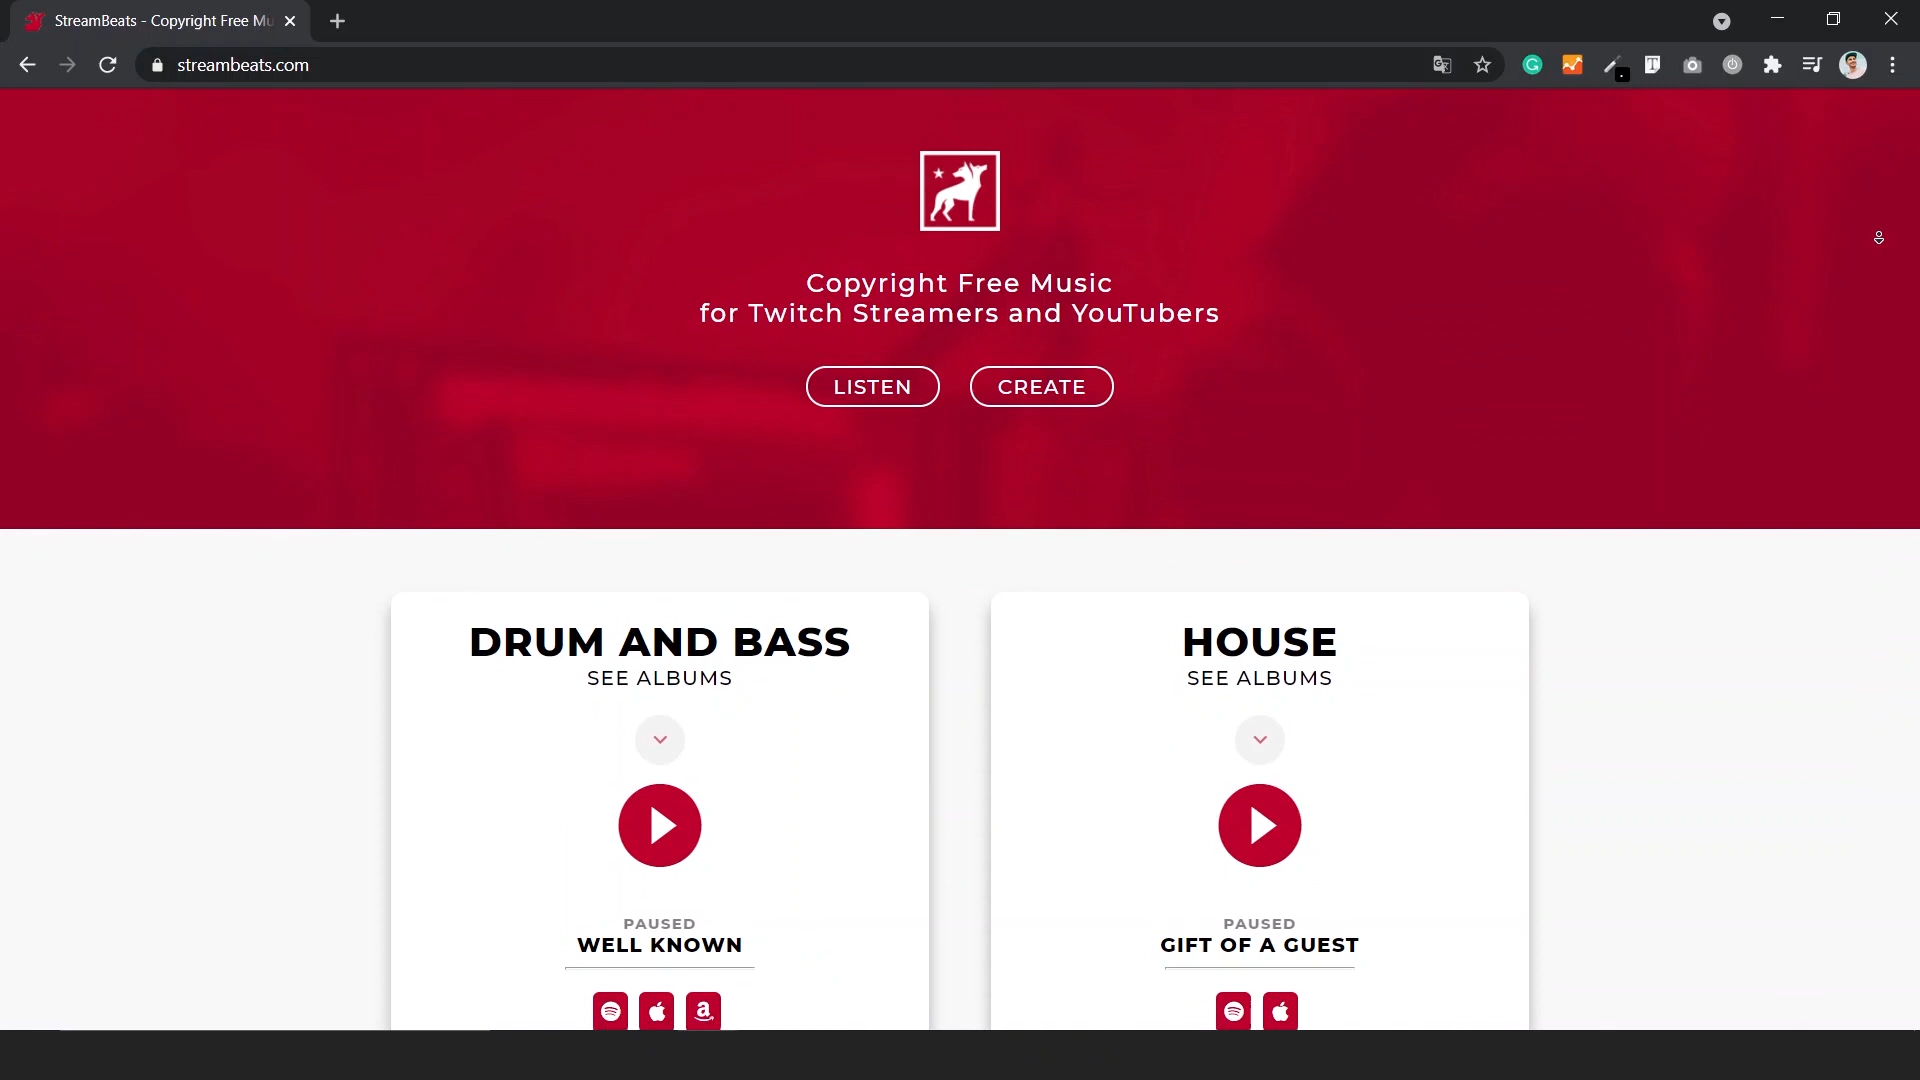 StreamBeats - Copyright Free Mu
streambeats.com
Copyright Free Music
for Twitch Streamers and YouTubers
LISTEN
CREATE
DRUM AND BASS
SEE ALBUMS
PAUSED
WELL KNOWN
HOUSE
SEE ALBUMS
PAUSED
GIFT OF A GUEST